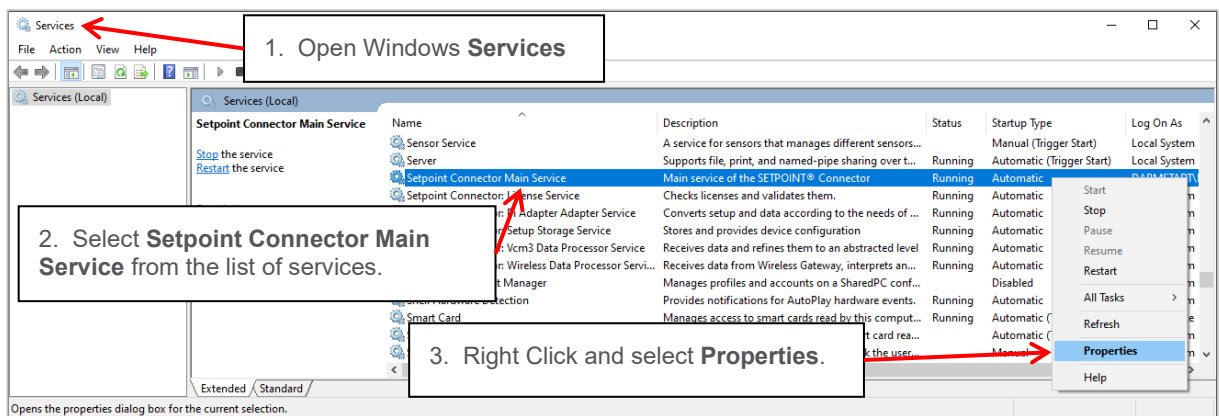 Services
1. Open Windows Services
File Action View Help
Services (Local)
Services (Local)
Setpoint Connector Main Service
Stop the service
Restart the service
Name Description Status Startup Type Log On As
Sensor Service A service for sensors that manages different sensors... Manual (Trigger Start) Local System
Server Supports file, print, and named-pipe sharing over t... Running Automatic (Trigger Start) Local System
Setpoint Connector Main Service Main service of the SETPOINT® Connector Running Automatic
Setpoint Connector: License Service Checks licenses and validates them. Running Automatic
Adapter Adapter Service Converts setup and data according to the needs of ... Running Automatic
Setup Storage Service Stores and provides device configuration Running Automatic
Vcm3 Data Processor Service Receives data and refines them to an abstracted level Running Automatic
Wireless Data Processor Servi... Receives data from Wireless Gateway, interprets an... Running Automatic
Manager Manages profiles and accounts on a SharedPC conf... Disabled
Detection Provides notifications for AutoPlay hardware events. Running Automatic
Smart Card Manages access to smart cards read by this comput... Running Automatic (
rt card rea... Automatic (
the user... Manual
2. Select Setpoint Connector Main
Service from the list of services.
3. Right Click and select Properties.
Start
Stop
Pause
Resume
Restart
All Tasks
Refresh
Properties
Help
Extended Standard
Opens the properties dialog box for the current selection.